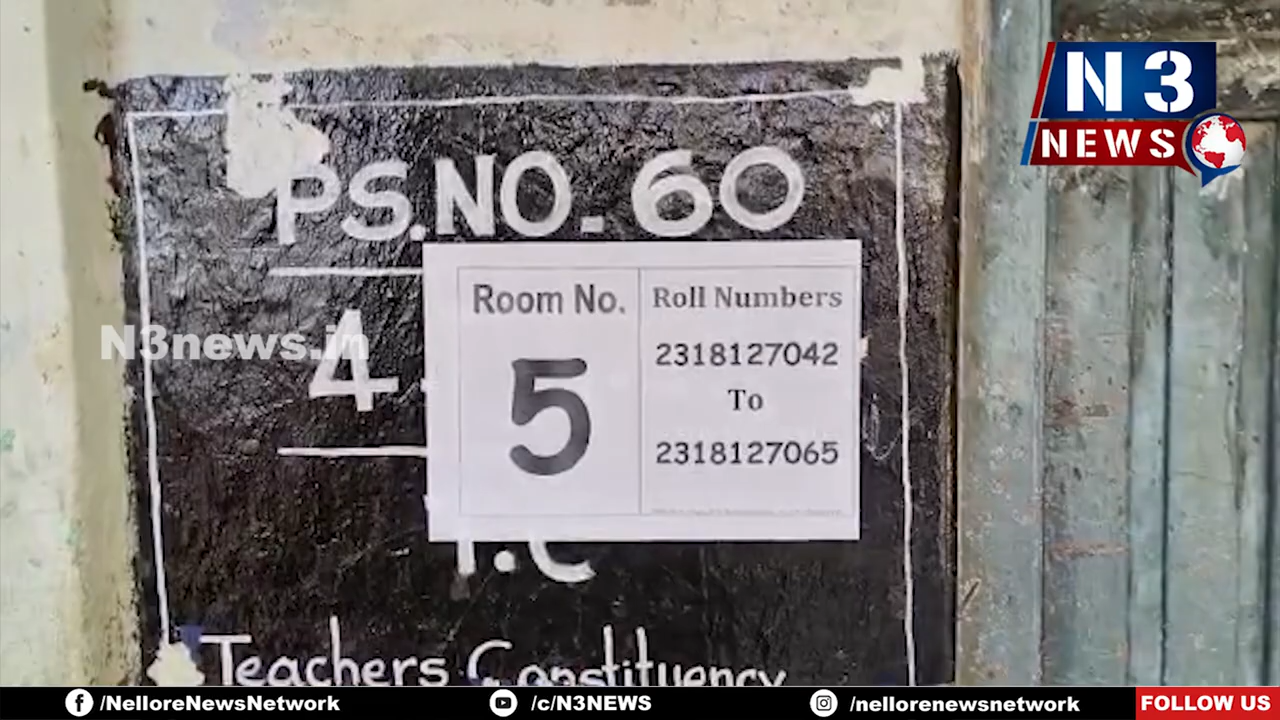 N3
NEWS
PS.NO. 60
Room No.
5
Roll Numbers
2318127042
To
2318127065
N3news.in
4
T.C
Teachers Constituency
/NelloreNewsNetwork
/c/N3NEWS
/nellorenewsnetwork
FOLLOW US